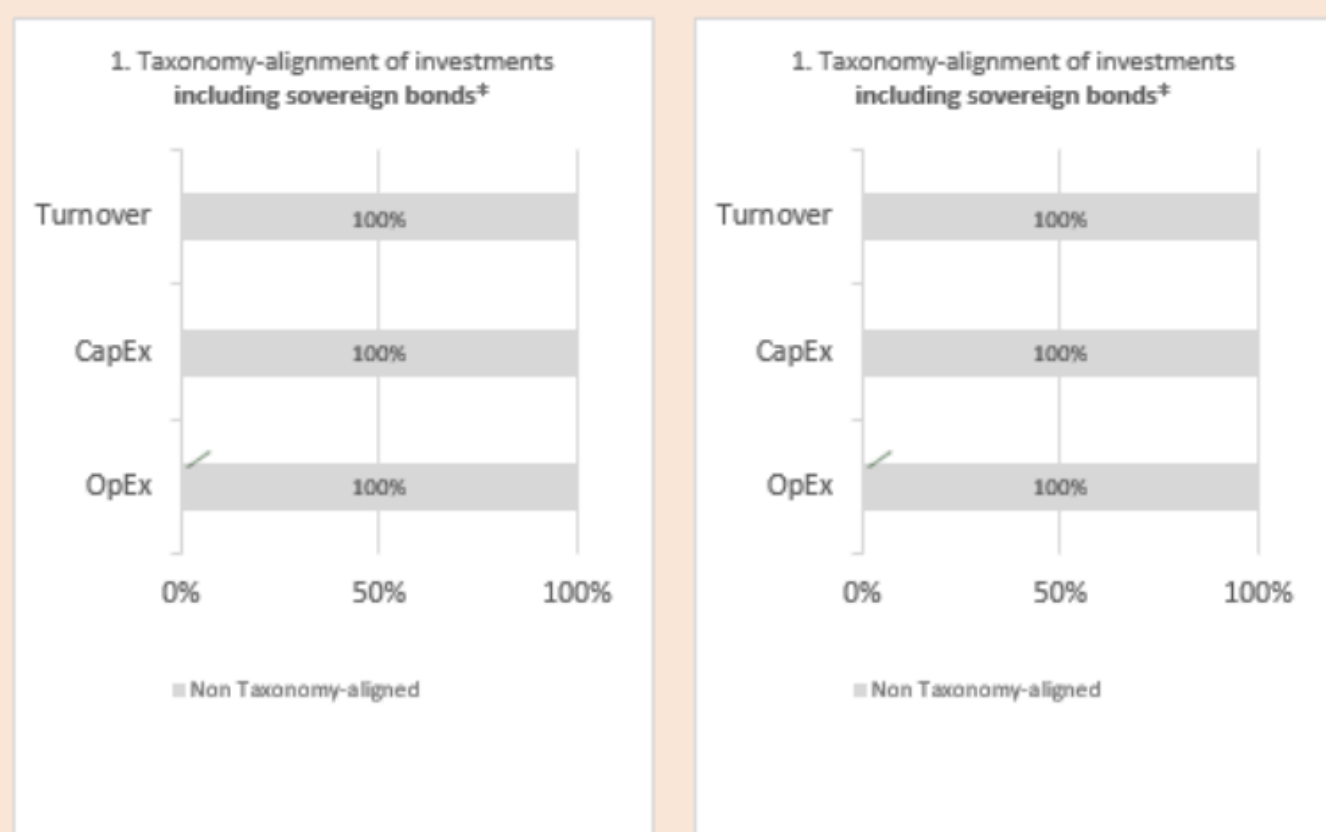 1. Taxonomy-alignment of investments
including sovereign bonds*
Turnover
100%
CapEx
100%
OpEx
100%
0% 50% 100%
Non Taxonomy-aligned
1. Taxonomy-alignment of investments
including sovereign bonds*
Turnover
100%
CapEx
100%
OpEx
100%
0% 50% 100%
Non Taxonomy-aligned